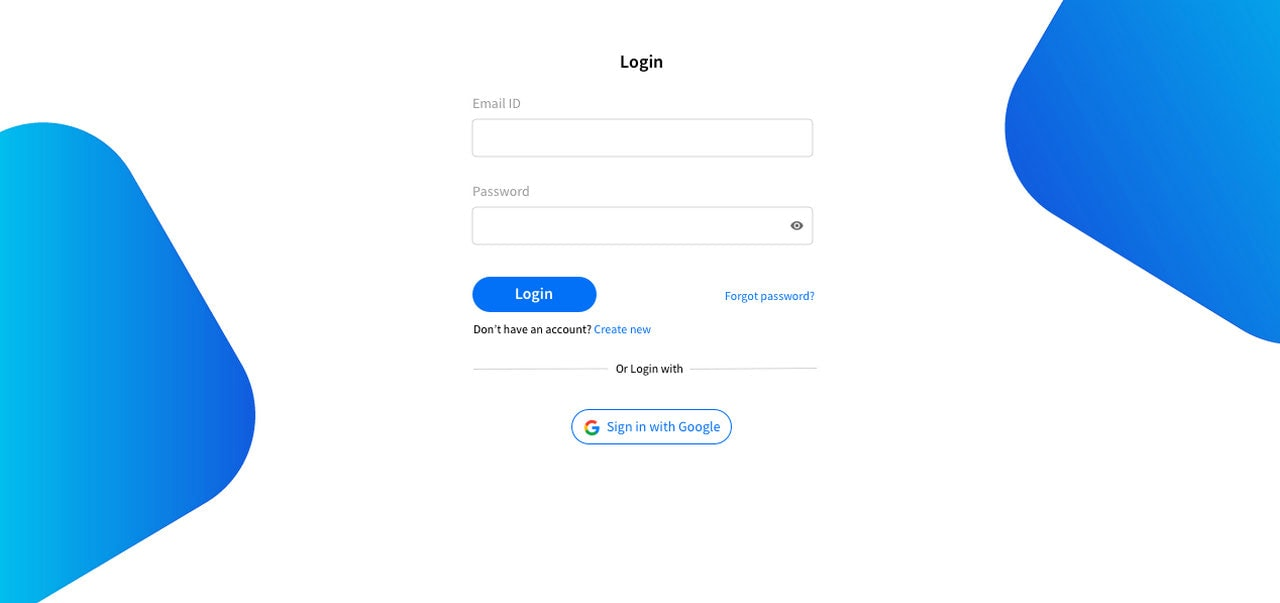 Login
Email ID
Password
Login
Forgot password?
Don't have an account? Create new
Or Login with
Sign in with Google